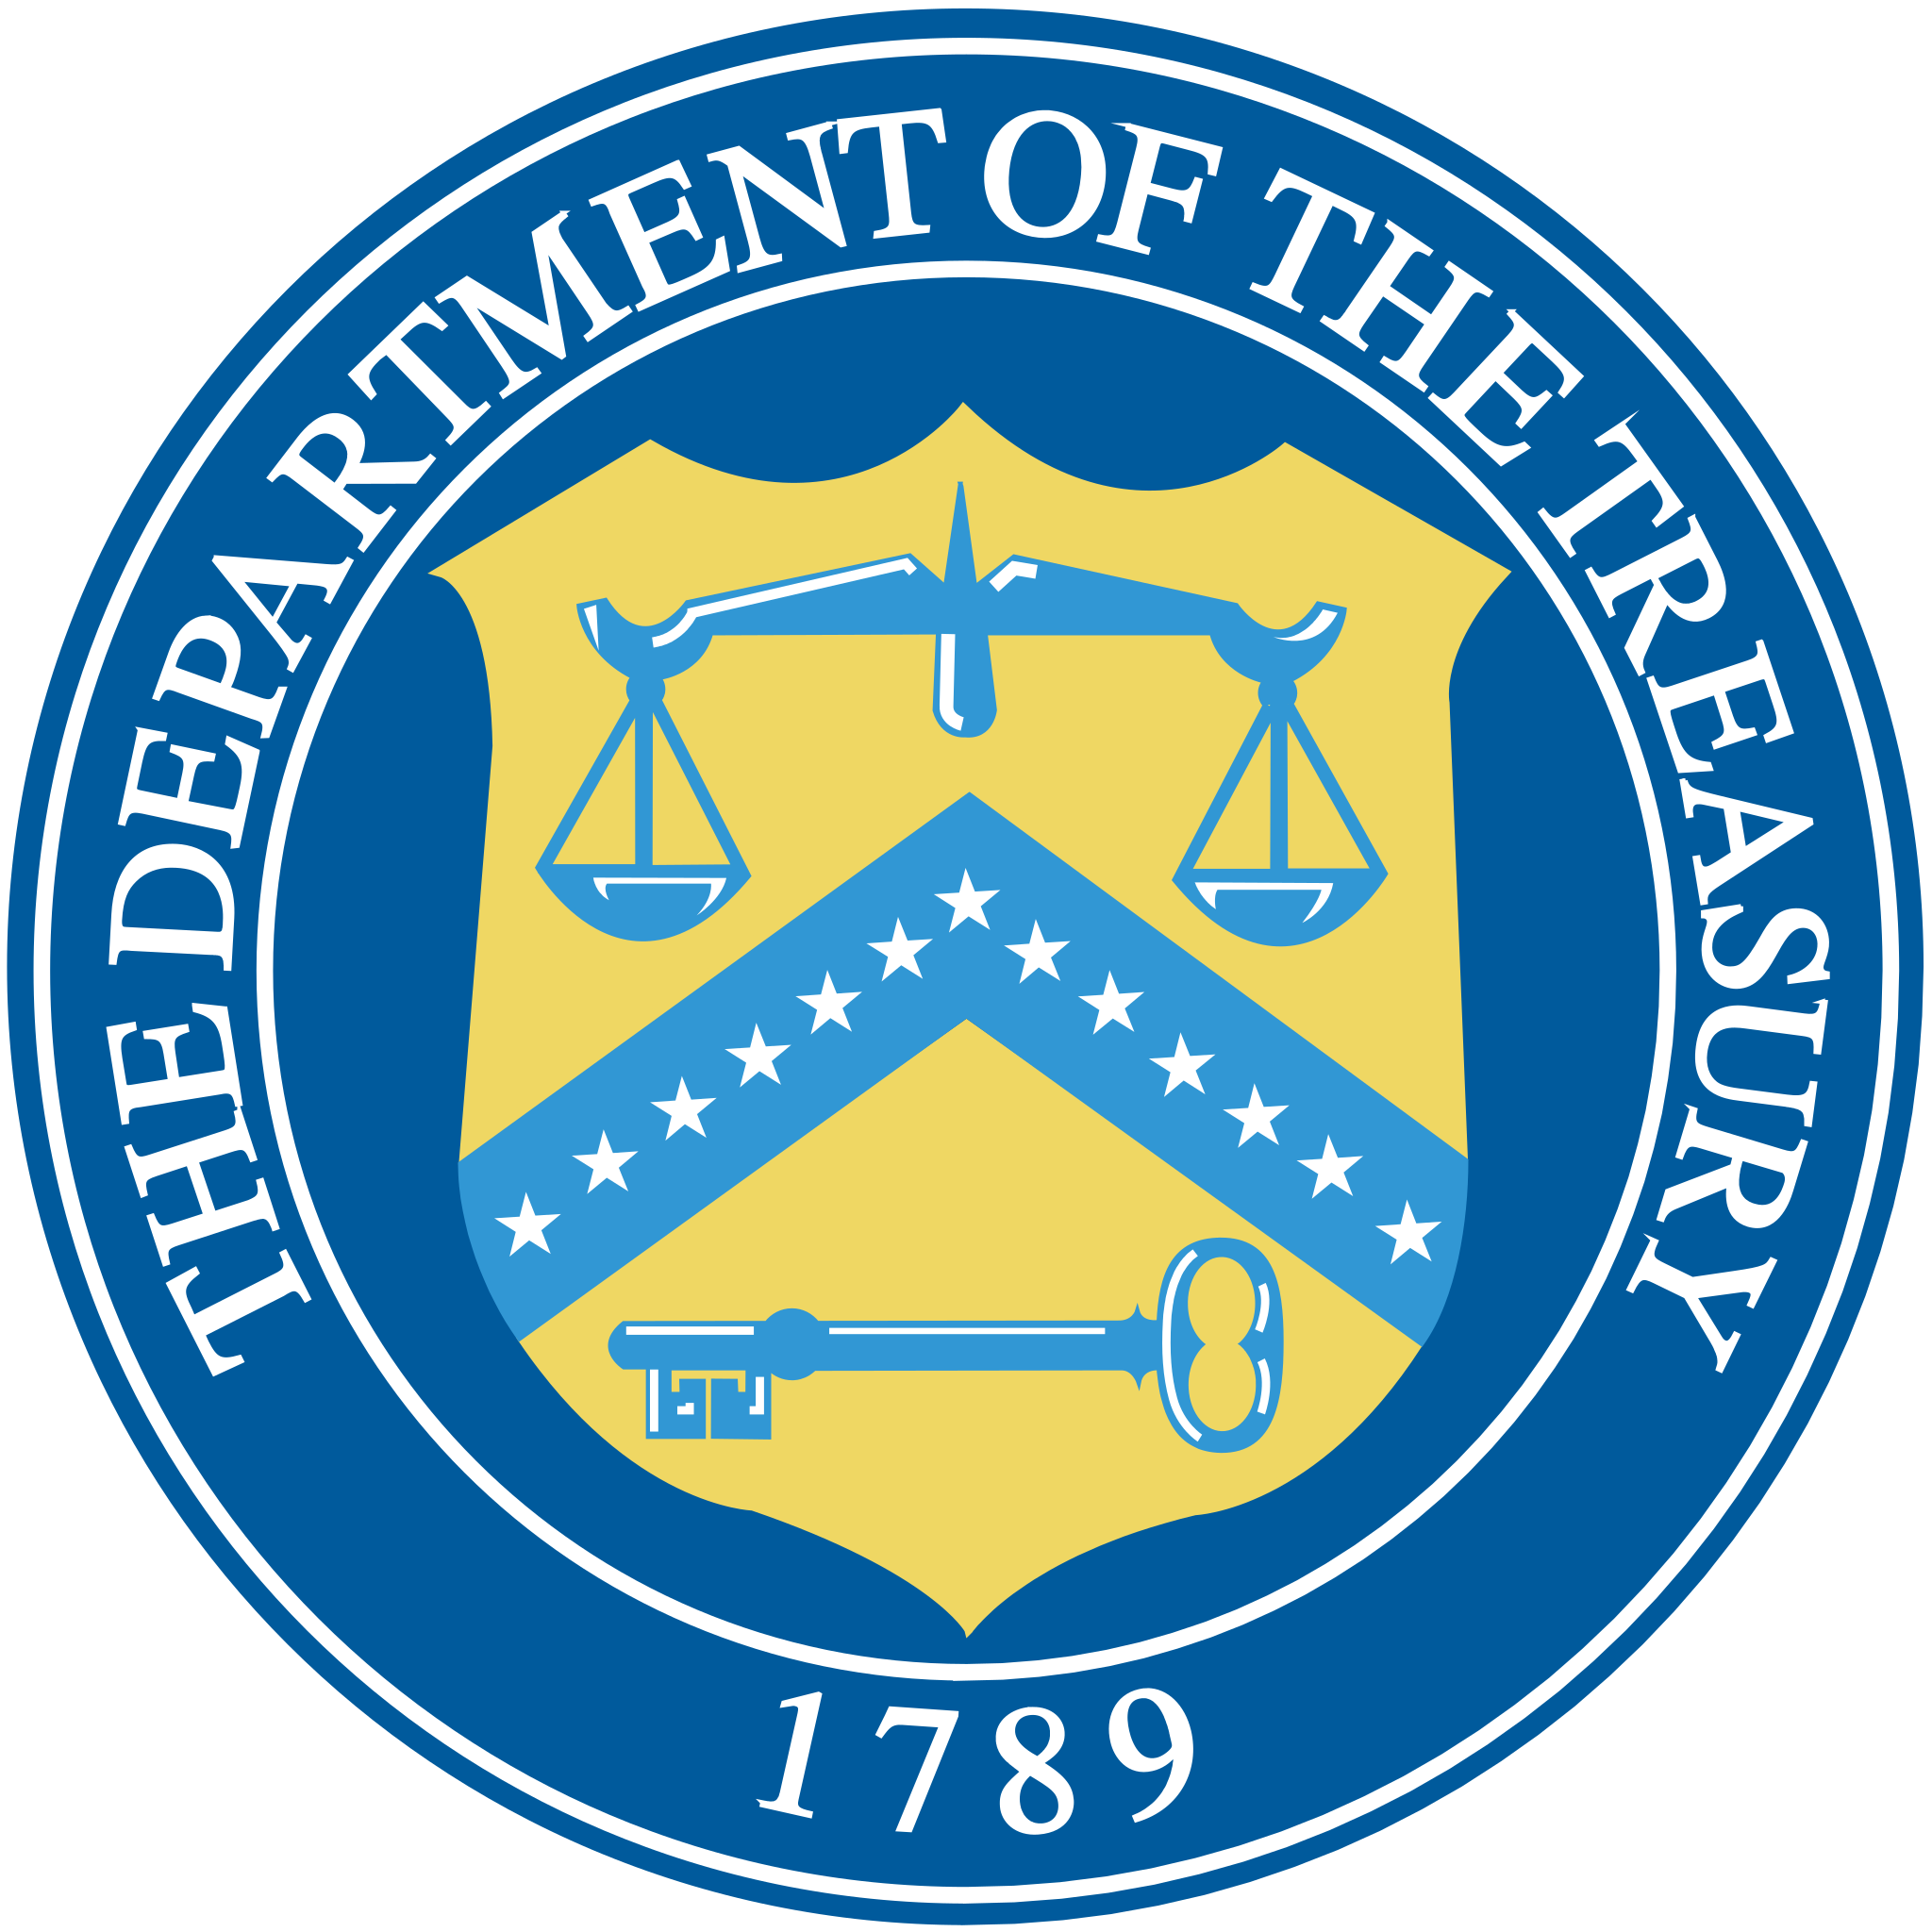 THE DEPARTMENT OF THE TREASURY
1789